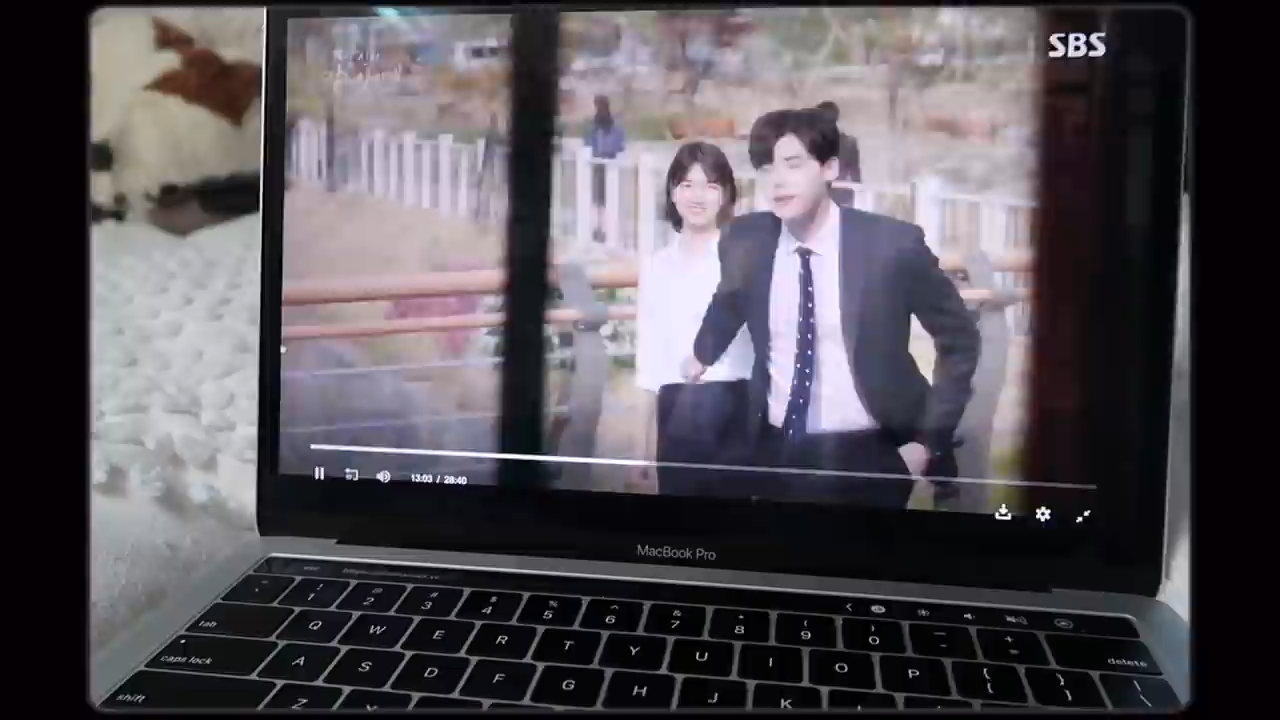 SBS
13:03 / 28:40
MacBook Pro
esc
! @ # $ % ^ & * ( ) _ +
1 2 3 4 5 6 7 8 9 0 - =
tab Q W E R T Y U I O P { } |
[ ] \
delete
caps lock A S D F G H J K
shift Z X